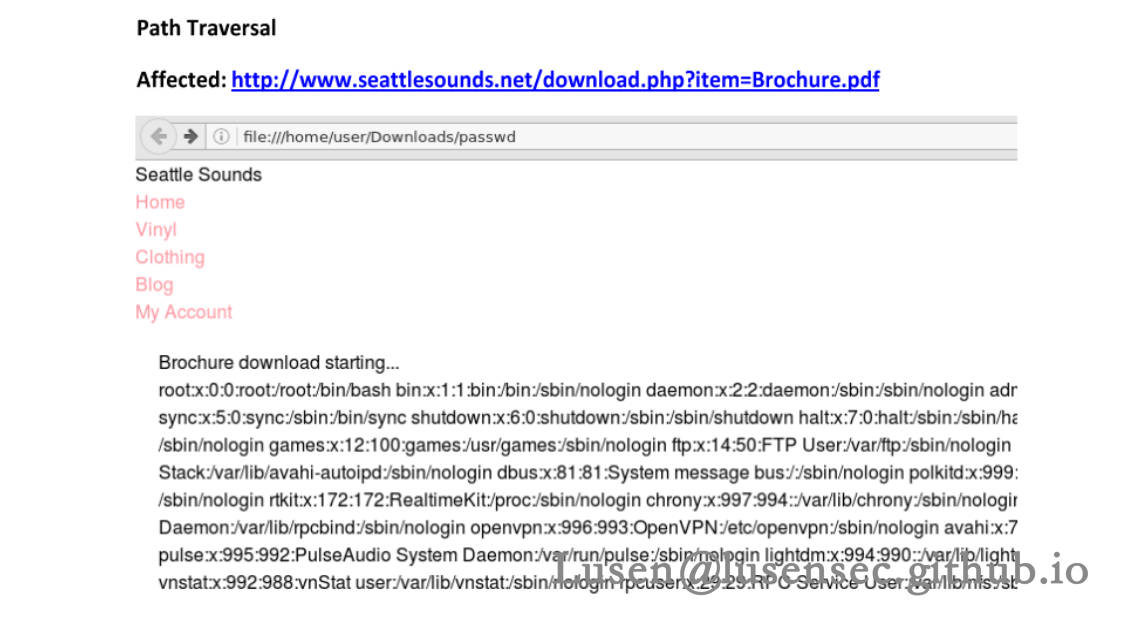 Path Traversal
Affected: http://www.seattlesounds.net/download.php?item=Brochure.pdf
file:///home/user/Downloads/passwd
Seattle Sounds
Home
Vinyl
Clothing
Blog
My Account
Brochure download starting...
root:x:0:0:root:/root:/bin/bash bin:x:1:1:bin:/bin:/sbin/nologin daemon:x:2:2:daemon:/sbin:/sbin/nologin
sync:x:5:0:sync:/sbin:/bin/sync shutdown:x:6:0:shutdown:/sbin:/sbin/shutdown halt:x:7:0:halt:/sbin:/sbin/ha
/sbin/nologin games:x:12:100:games:/usr/games:/sbin/nologin ftp:x:14:50:FTP User:/var/ftp:/sbin/nologin
Stack:/var/lib/avahi-autoipd:/sbin/nologin dbus:x:81:81:System message bus:/:/sbin/nologin polkitd:x:999:
/sbin/nologin rtkit:x:172:172:RealtimeKit:/proc:/sbin/nologin chrony:x:997:994::/var/lib/chrony:/sbin/nologin
Daemon:/var/lib/rpcbind:/sbin/nologin openvpn:x:996:993:OpenVPN:/etc/openvpn:/sbin/nologin avahi:x:7
pulse:x:995:992:PulseAudio System Daemon:/var/run/pulse:/sbin/nologin lightdm:x:994:990::/var/lib/light
vnstat:x:992:988:vnStat user:/var/lib/vnstat:/sbin/nologin rpcuser:x:29:29:RPC Service User:/var/lib/nfs:/sb
Lusen@lusensec.github.io